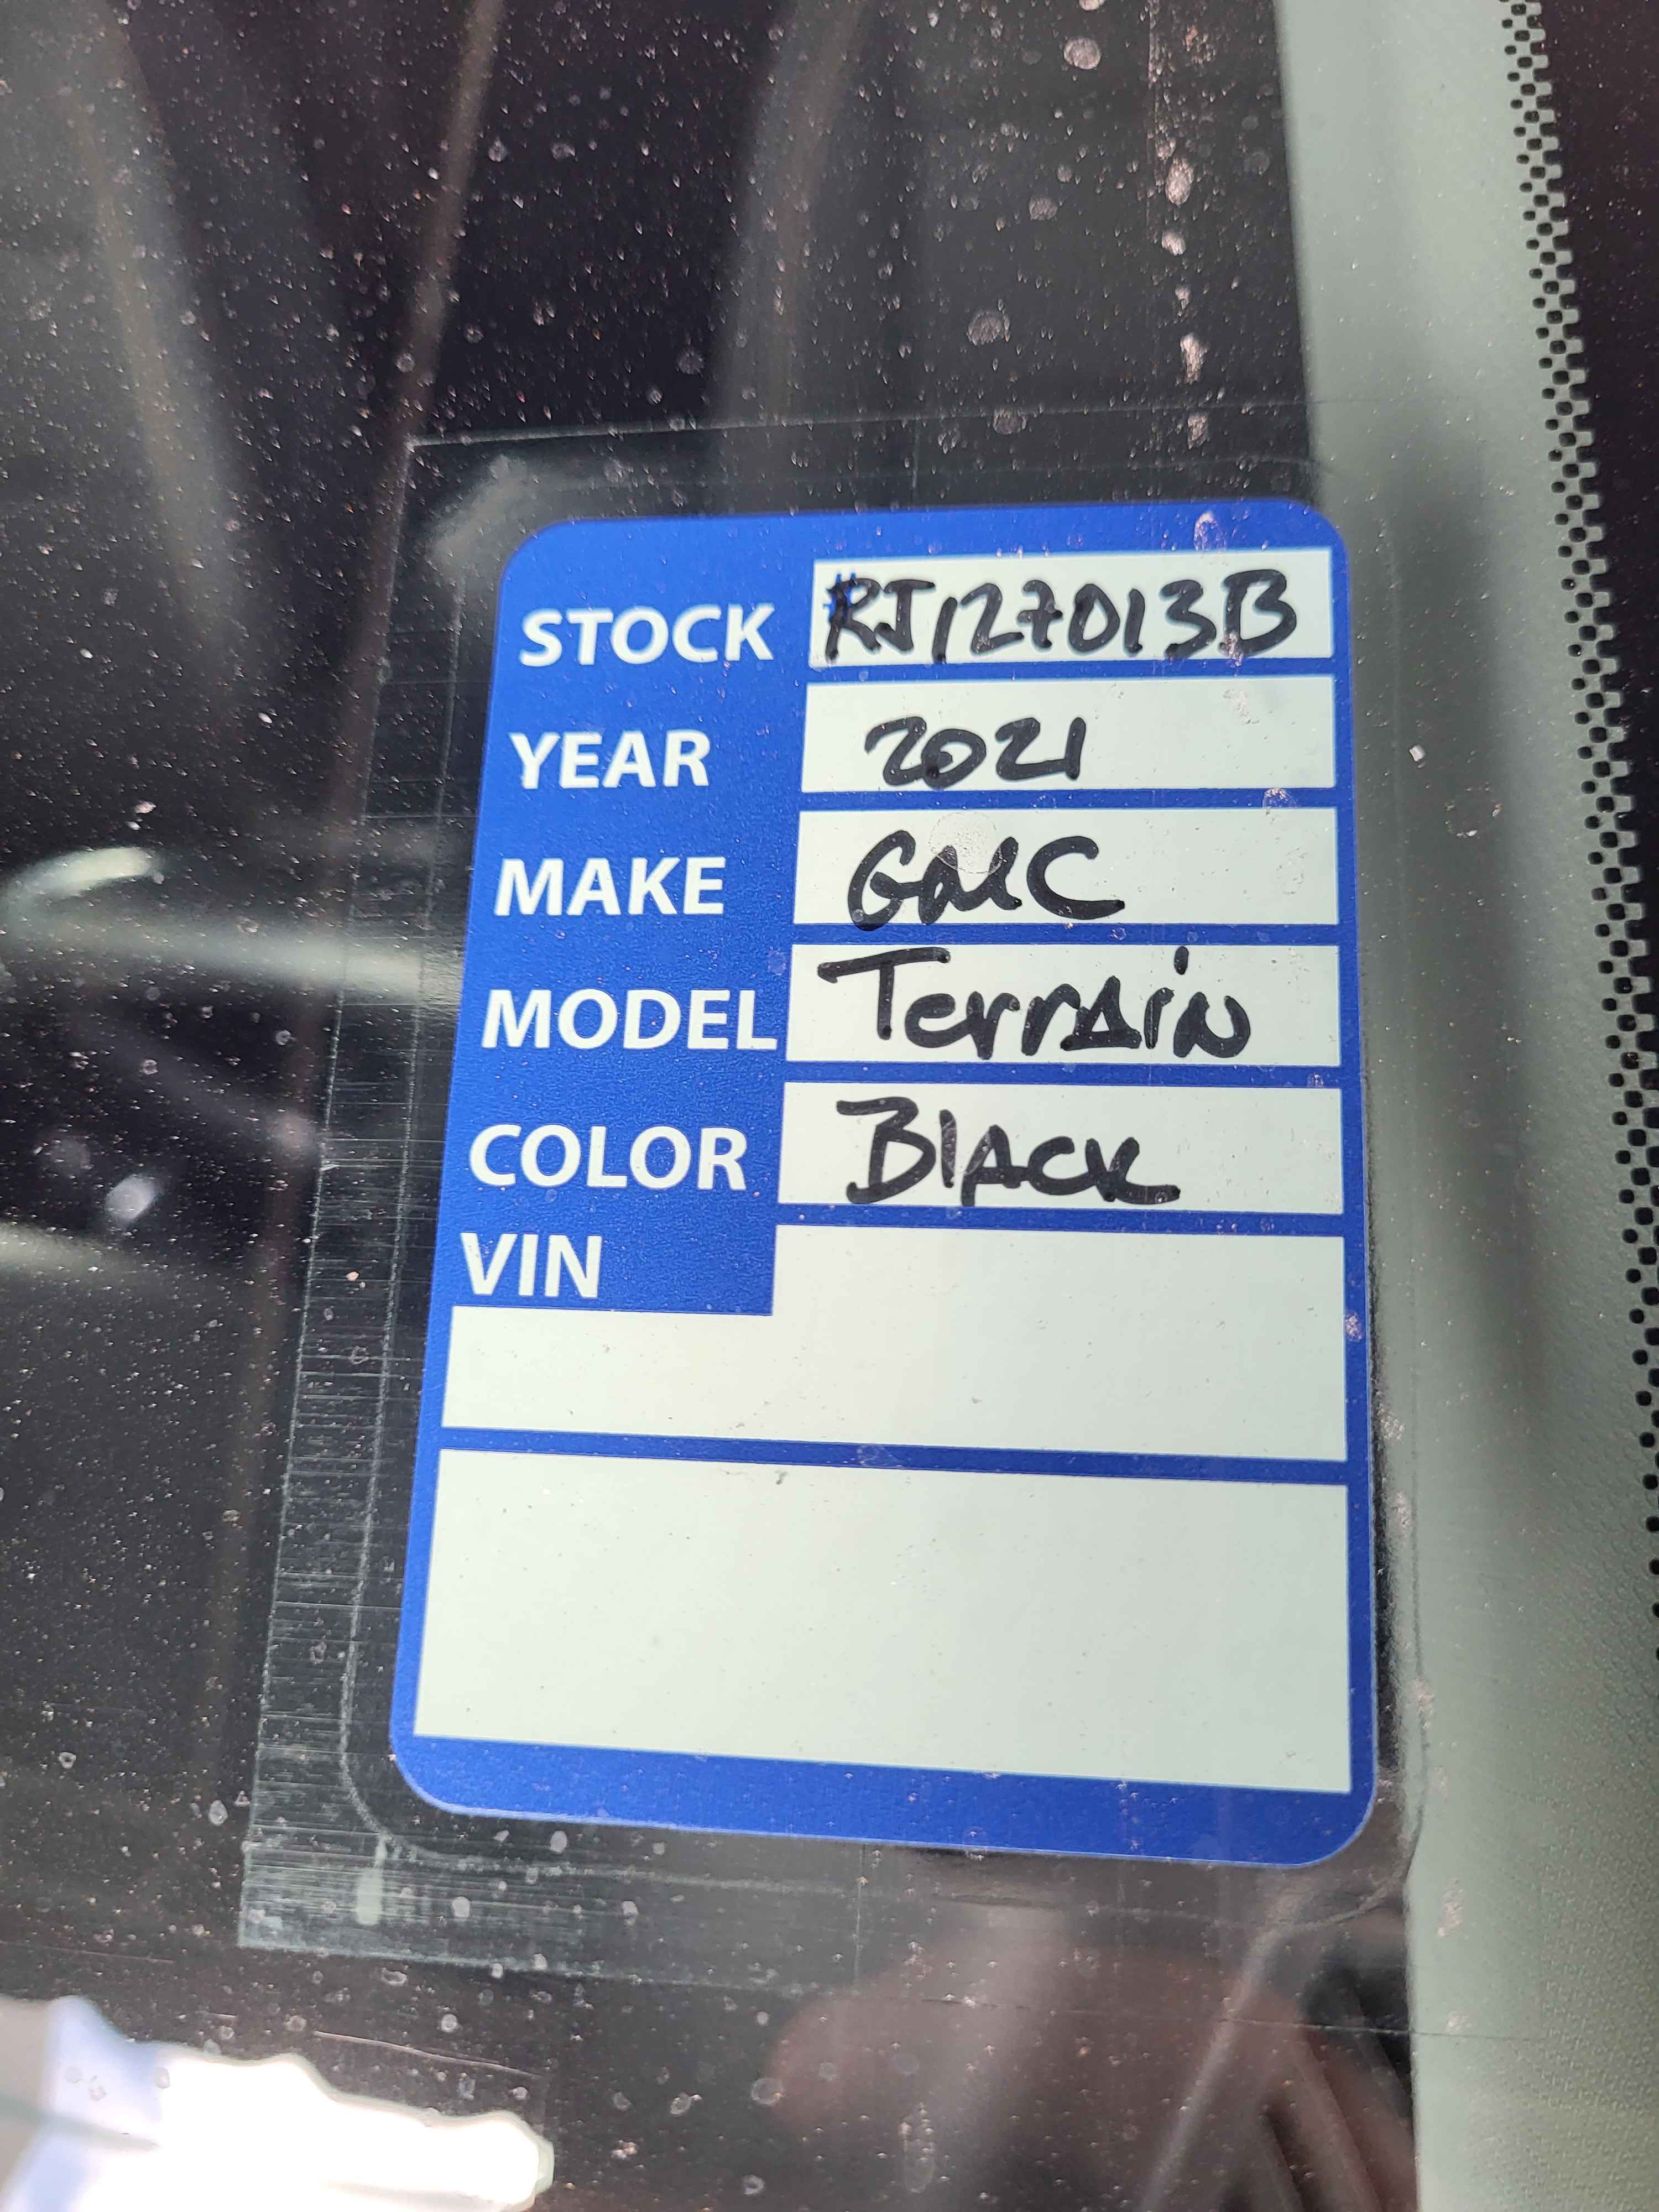 STOCK #RJ127013B
YEAR 2021
MAKE GMC
MODEL Terrain
COLOR Black
VIN